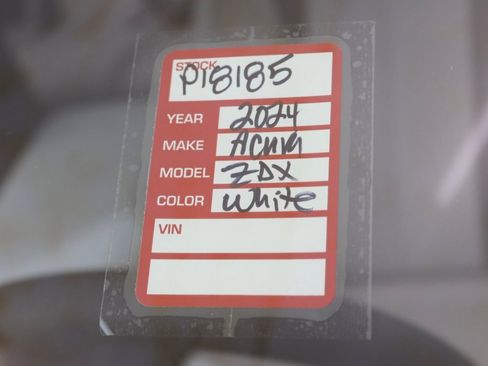 STOCK
P18185
YEAR 2024
MAKE Acura
MODEL ZDX
COLOR White
VIN